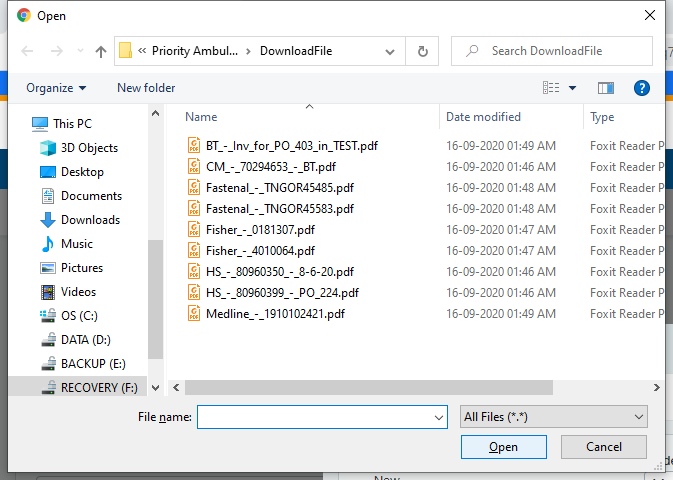 Open
« Priority Ambul... > DownloadFile
Search DownloadFile
Organize
New folder
This PC
3D Objects
Desktop
Documents
Downloads
Music
Pictures
Videos
OS (C:)
DATA (D:)
BACKUP (E:)
RECOVERY (F:)
Name Date modified Type
BT_-_Inv_for_PO_403_in_TEST.pdf 16-09-2020 01:49 AM Foxit Reader P
CM_-_70294653_-_BT.pdf 16-09-2020 01:46 AM Foxit Reader P
Fastenal_-_TNGOR45485.pdf 16-09-2020 01:48 AM Foxit Reader P
Fastenal_-_TNGOR45583.pdf 16-09-2020 01:48 AM Foxit Reader P
Fisher_-_0181307.pdf 16-09-2020 01:47 AM Foxit Reader P
Fisher_-_4010064.pdf 16-09-2020 01:47 AM Foxit Reader P
HS_-_80960350_-_8-6-20.pdf 16-09-2020 01:46 AM Foxit Reader P
HS_-_80960399_-_PO_224.pdf 16-09-2020 01:46 AM Foxit Reader P
Medline_-_1910102421.pdf 16-09-2020 01:49 AM Foxit Reader P
File name:
All Files (*.*)
Open
Cancel